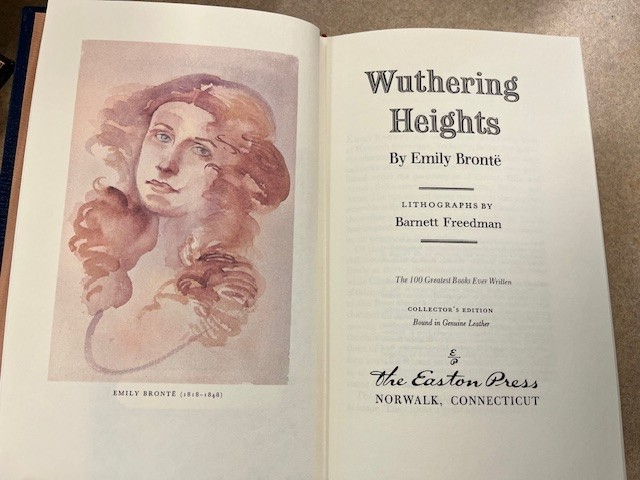 EMILY BRONTË (1818–1848)
Wuthering
Heights
By Emily Brontë
LITHOGRAPHS BY
Barnett Freedman
The 100 Greatest Books Ever Written
COLLECTOR'S EDITION
Bound in Genuine Leather
E
P
The Easton Press
NORWALK, CONNECTICUT